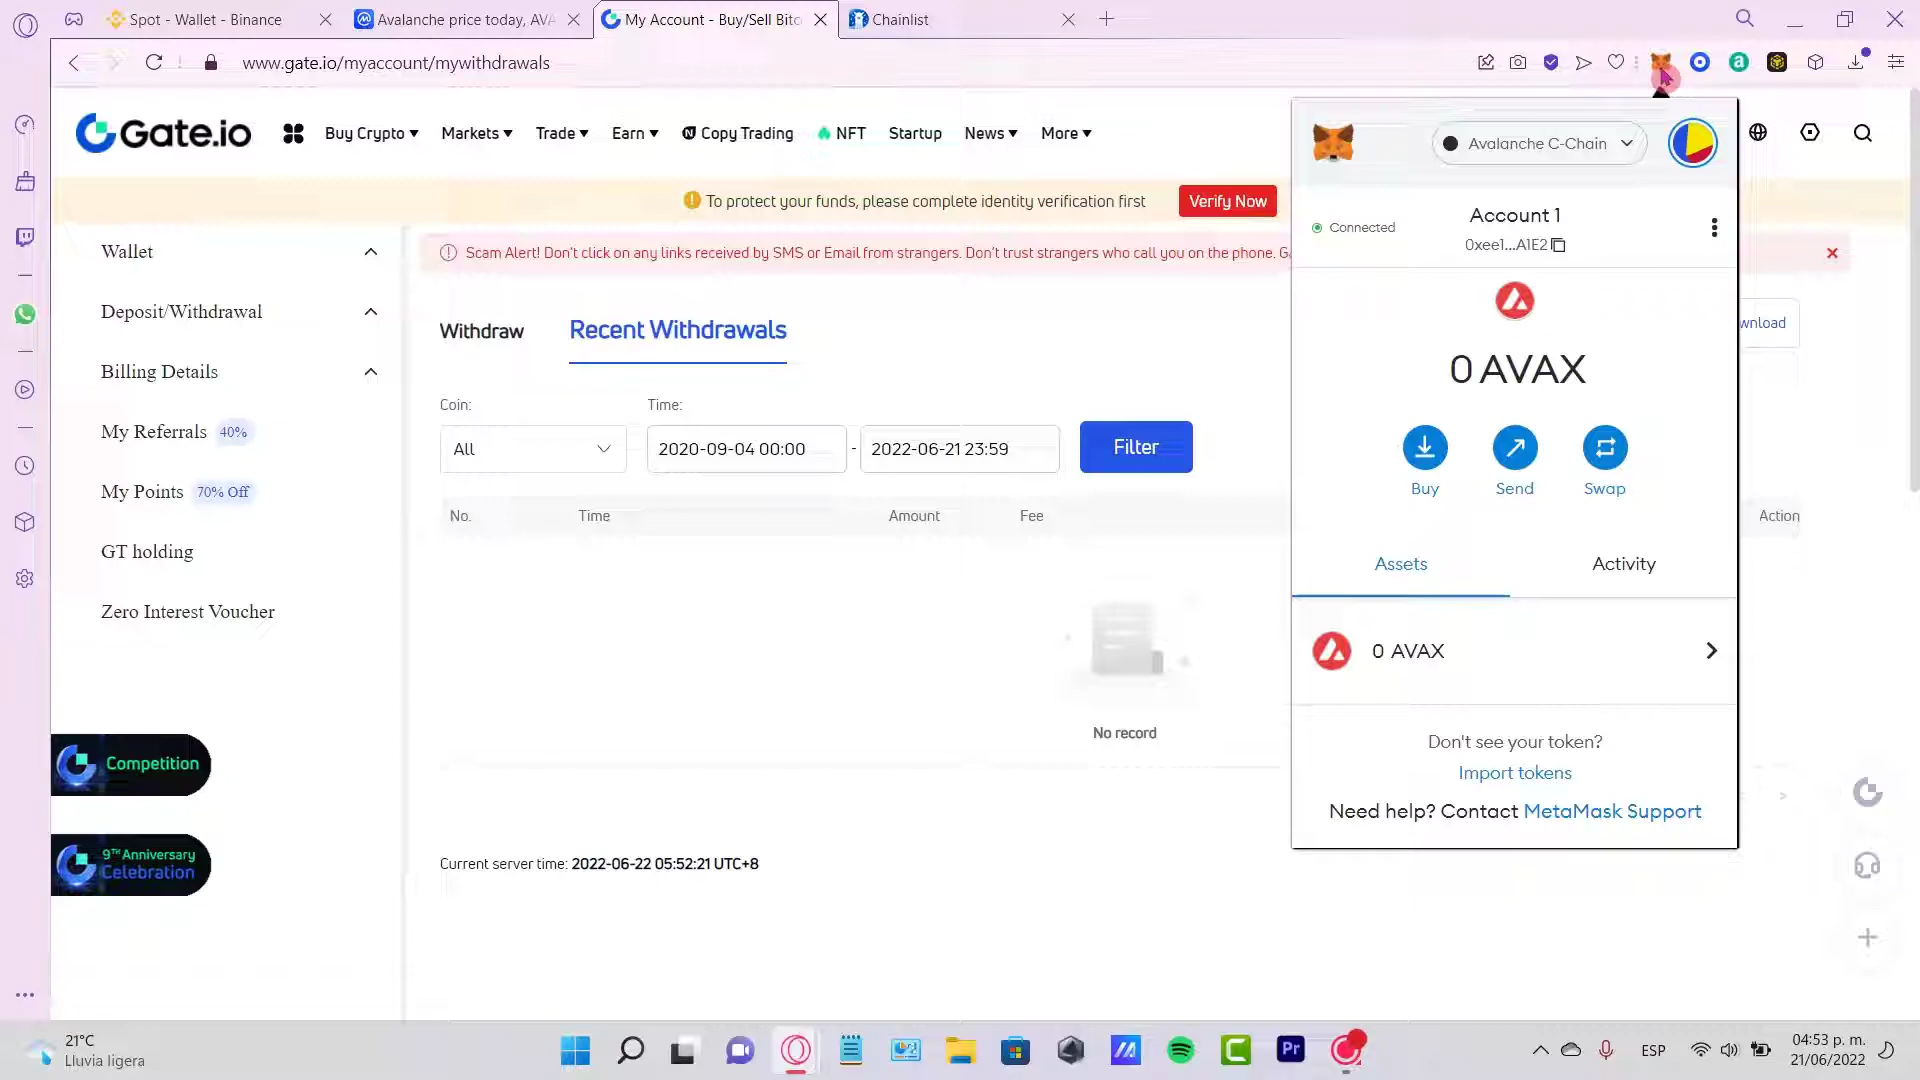 Spot - Wallet - Binance
Avalanche price today, AVA
My Account - Buy/Sell Bitc
Chainlist
www.gate.io/myaccount/mywithdrawals
Gate.io
Buy Crypto
Markets
Trade
Earn
Copy Trading
NFT
Startup
News
More
To protect your funds, please complete identity verification first
Verify Now
Scam Alert! Don't click on any links received by SMS or Email from strangers. Don't trust strangers who call you on the phone. G
Wallet
Deposit/Withdrawal
Billing Details
My Referrals 40%
My Points 70% Off
GT holding
Zero Interest Voucher
Competition
9TH Anniversary
Celebration
Withdraw
Recent Withdrawals
wnload
Coin:
Time:
All
2020-09-04 00:00 - 2022-06-21 23:59
Filter
No.
Time
Amount
Fee
Action
No record
Current server time: 2022-06-22 05:52:21 UTC+8
Avalanche C-Chain
Connected
Account 1
0xee1...A1E2
0 AVAX
Buy
Send
Swap
Assets
Activity
0 AVAX
Don't see your token?
Import tokens
Need help? Contact MetaMask Support
21°C
Lluvia ligera
Pr
ESP
04:53 p. m.
21/06/2022